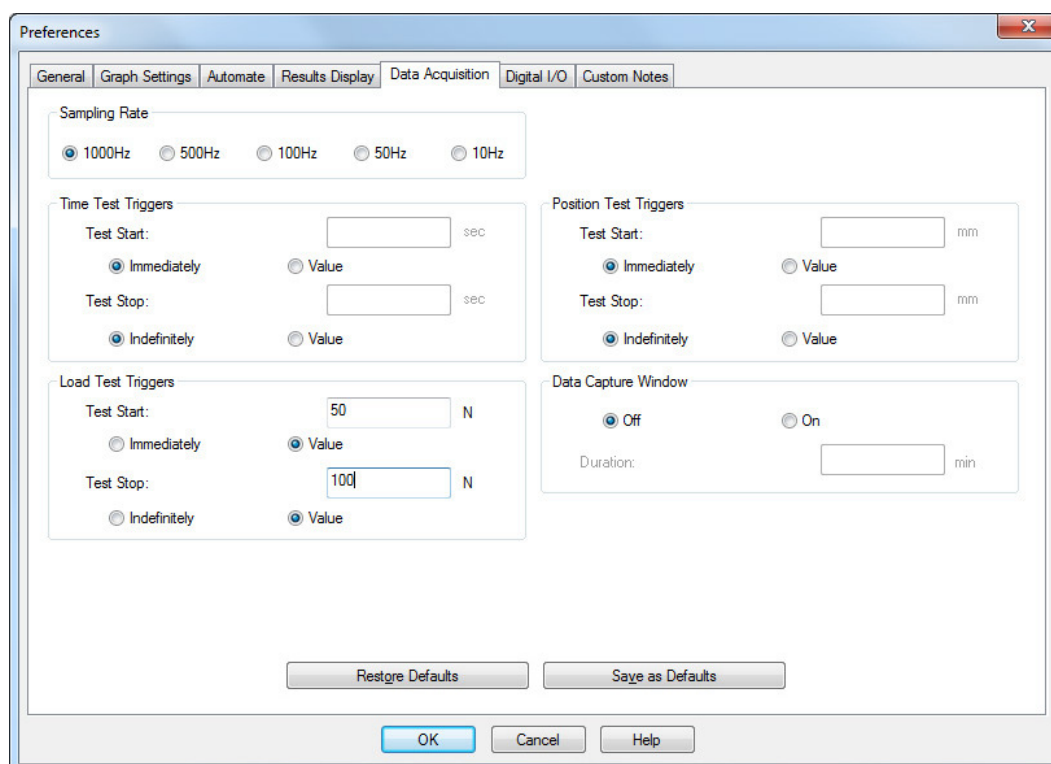 Preferences
General Graph Settings Automate Results Display Data Acquisition Digital I/O Custom Notes
Sampling Rate
1000Hz 500Hz 100Hz 50Hz 10Hz
Time Test Triggers
Test Start: sec
Immediately Value
Test Stop: sec
Indefinitely Value
Position Test Triggers
Test Start: mm
Immediately Value
Test Stop: mm
Indefinitely Value
Load Test Triggers
Test Start: 50 N
Immediately Value
Test Stop: 100 N
Indefinitely Value
Data Capture Window
Off On
Duration: min
Restore Defaults Save as Defaults
OK Cancel Help